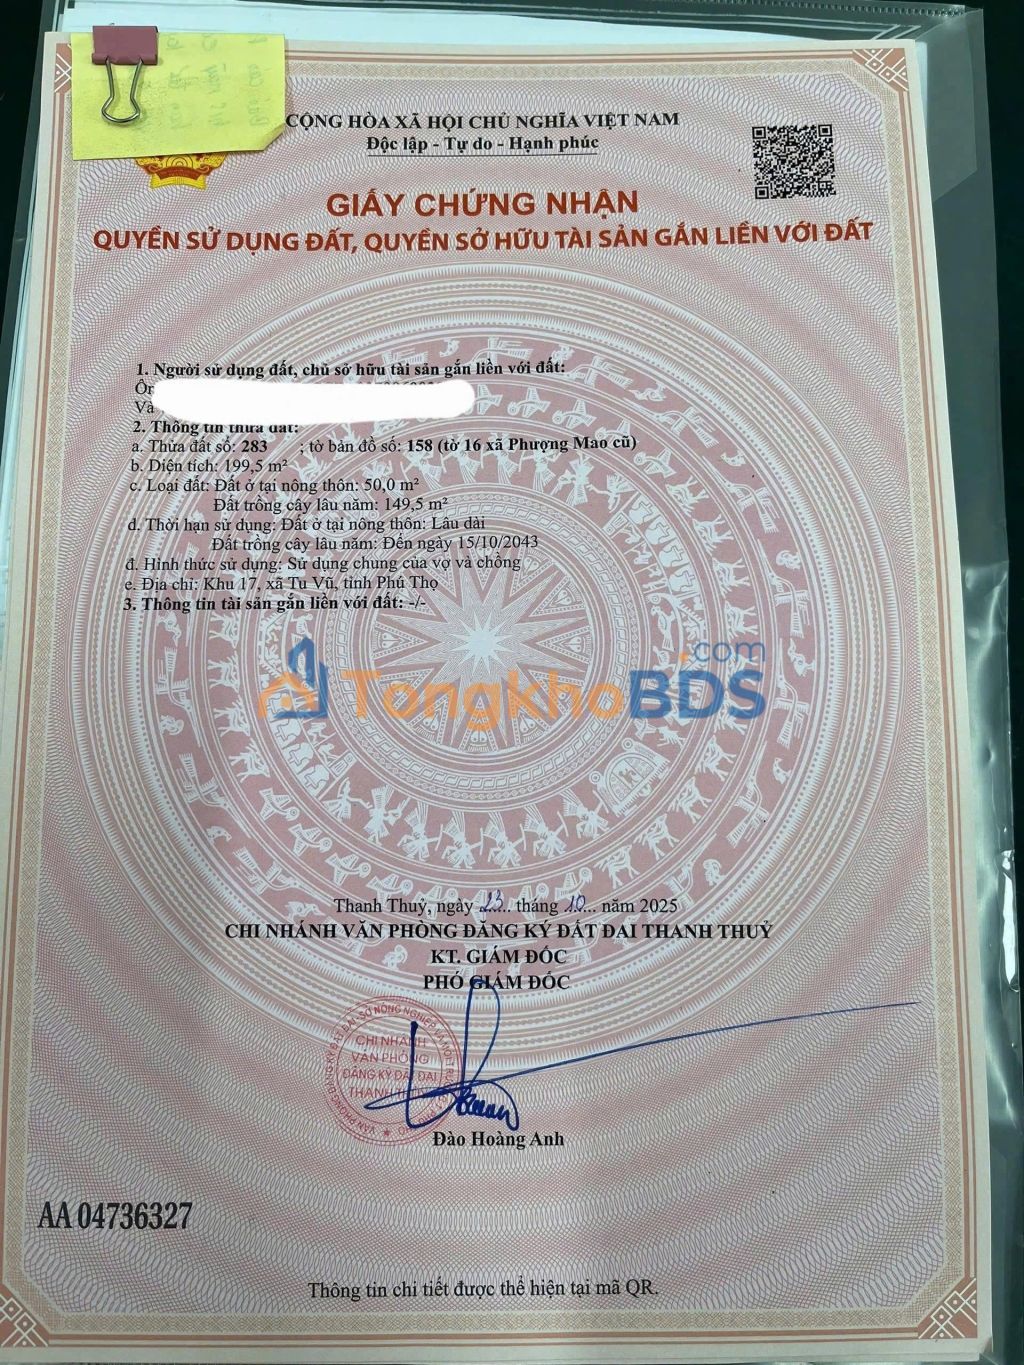 CỘNG HÒA XÃ HỘI CHỦ NGHĨA VIỆT NAM
Độc lập - Tự do - Hạnh phúc
GIẤY CHỨNG NHẬN
QUYỀN SỬ DỤNG ĐẤT, QUYỀN SỞ HỮU TÀI SẢN GẮN LIỀN VỚI ĐẤT
1. Người sử dụng đất, chủ sở hữu tài sản gắn liền với đất:
Và
2. Thông tin thửa đất:
a. Thửa đất số: 283 ; tờ bản đồ số: 158 (tờ 16 xã Phượng Mao cũ)
b. Diện tích: 199,5 m²
c. Loại đất: Đất ở tại nông thôn: 50,0 m²
Đất trồng cây lâu năm: 149,5 m²
d. Thời hạn sử dụng: Đất ở tại nông thôn: Lâu dài
Đất trồng cây lâu năm: Đến ngày 15/10/2043
đ. Hình thức sử dụng: Sử dụng chung của vợ và chồng
e. Địa chỉ: Khu 17, xã Tu Vũ, tỉnh Phú Thọ
3. Thông tin tài sản gắn liền với đất: -/-
TongkhoBDS.com
Thanh Thuỷ, ngày 23 tháng 10 năm 2025
CHI NHÁNH VĂN PHÒNG ĐĂNG KÝ ĐẤT ĐAI THANH THUỶ
KT. GIÁM ĐỐC
PHÓ GIÁM ĐỐC
CHI NHÁNH
VĂN PHÒNG
ĐĂNG KÝ ĐẤT ĐAI
Đào Hoàng Anh
AA 04736327
Thông tin chi tiết được thể hiện tại mã QR.